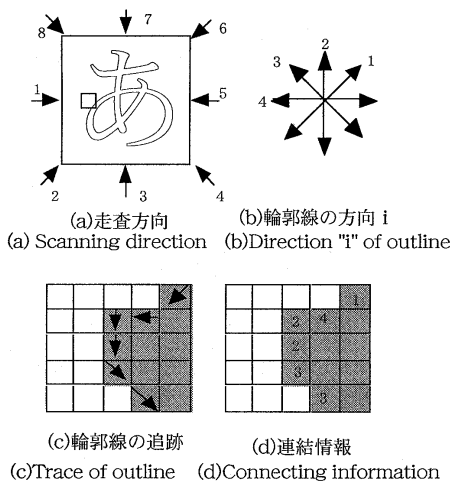 8 7 6
1 あ 5
2 3 4
2
3 1
4
(a)走査方向
(a) Scanning direction
(b)輪郭線の方向 i
(b)Direction "i" of outline
1
2 4
2
3
3
(c)輪郭線の追跡
(c)Trace of outline
(d)連結情報
(d)Connecting information